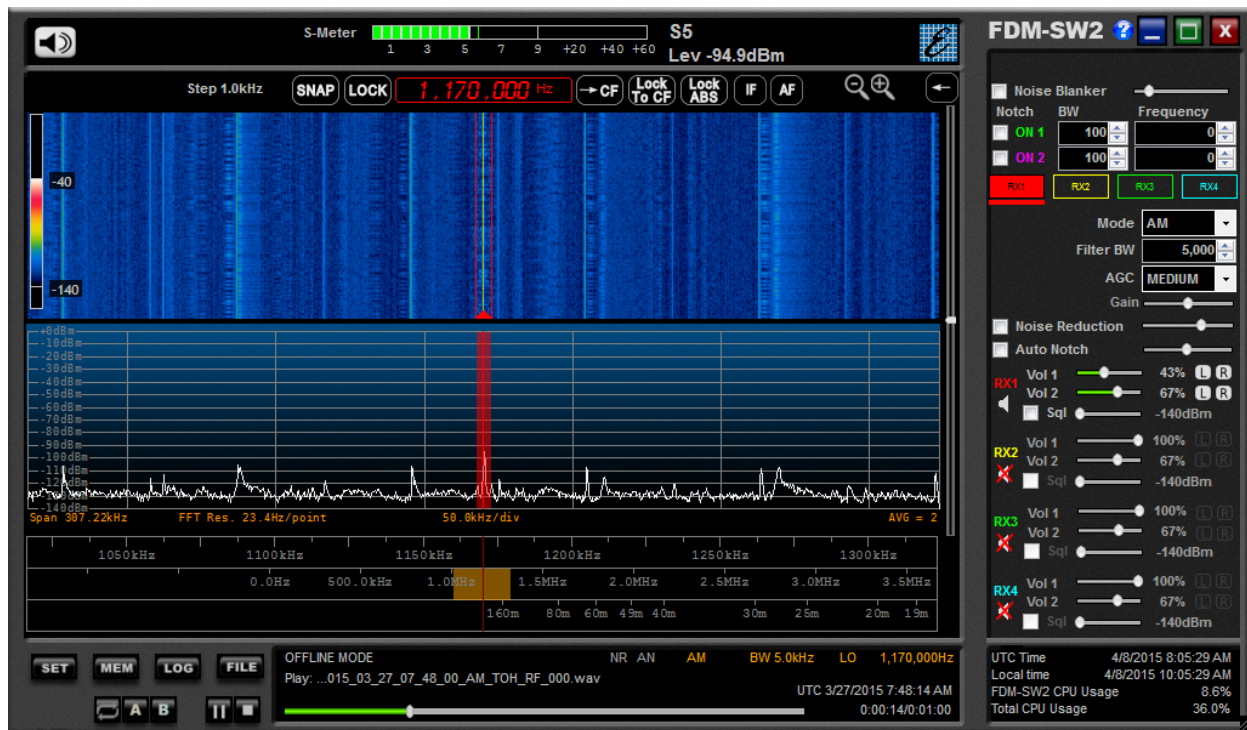 S-Meter
1 3 5 7 9 +20 +40 +60
S5
Lev -94.9dBm
FDM-SW2
Step 1.0kHz
SNAP
LOCK
1,170,000 Hz
→CF
Lock To CF
Lock ABS
IF
AF
-40
-140
+0dBm
-10dBm
-20dBm
-30dBm
-40dBm
-50dBm
-60dBm
-70dBm
-80dBm
-90dBm
-100dBm
-110dBm
-120dBm
-140dBm
Span 307.22kHz FFT Res. 23.4Hz/point 50.0kHz/div AVG = 2
1050kHz 1100kHz 1150kHz 1200kHz 1250kHz 1300kHz
0.0Hz 500.0kHz 1.0MHz 1.5MHz 2.0MHz 2.5MHz 3.0MHz 3.5MHz
160m 80m 60m 49m 40m 30m 25m 20m 19m
SET MEM LOG FILE
A B
OFFLINE MODE NR AN AM BW 5.0kHz LO 1,170,000Hz
Play: ...015_03_27_07_48_00_AM_TOH_RF_000.wav
UTC 3/27/2015 7:48:14 AM
0:00:14/0:01:00
Noise Blanker
Notch BW Frequency
ON 1 100 0
ON 2 100 0
RX1 RX2 RX3 RX4
Mode AM
Filter BW 5,000
AGC MEDIUM
Gain
Noise Reduction
Auto Notch
RX1
Vol 1 43% L R
Vol 2 67% L R
Sql -140dBm
RX2
Vol 1 100% L R
Vol 2 67% L R
Sql -140dBm
RX3
Vol 1 100% L R
Vol 2 67% L R
Sql -140dBm
RX4
Vol 1 100% L R
Vol 2 67% L R
Sql -140dBm
UTC Time 4/8/2015 8:05:29 AM
Local time 4/8/2015 10:05:29 AM
FDM-SW2 CPU Usage 8.6%
Total CPU Usage 36.0%